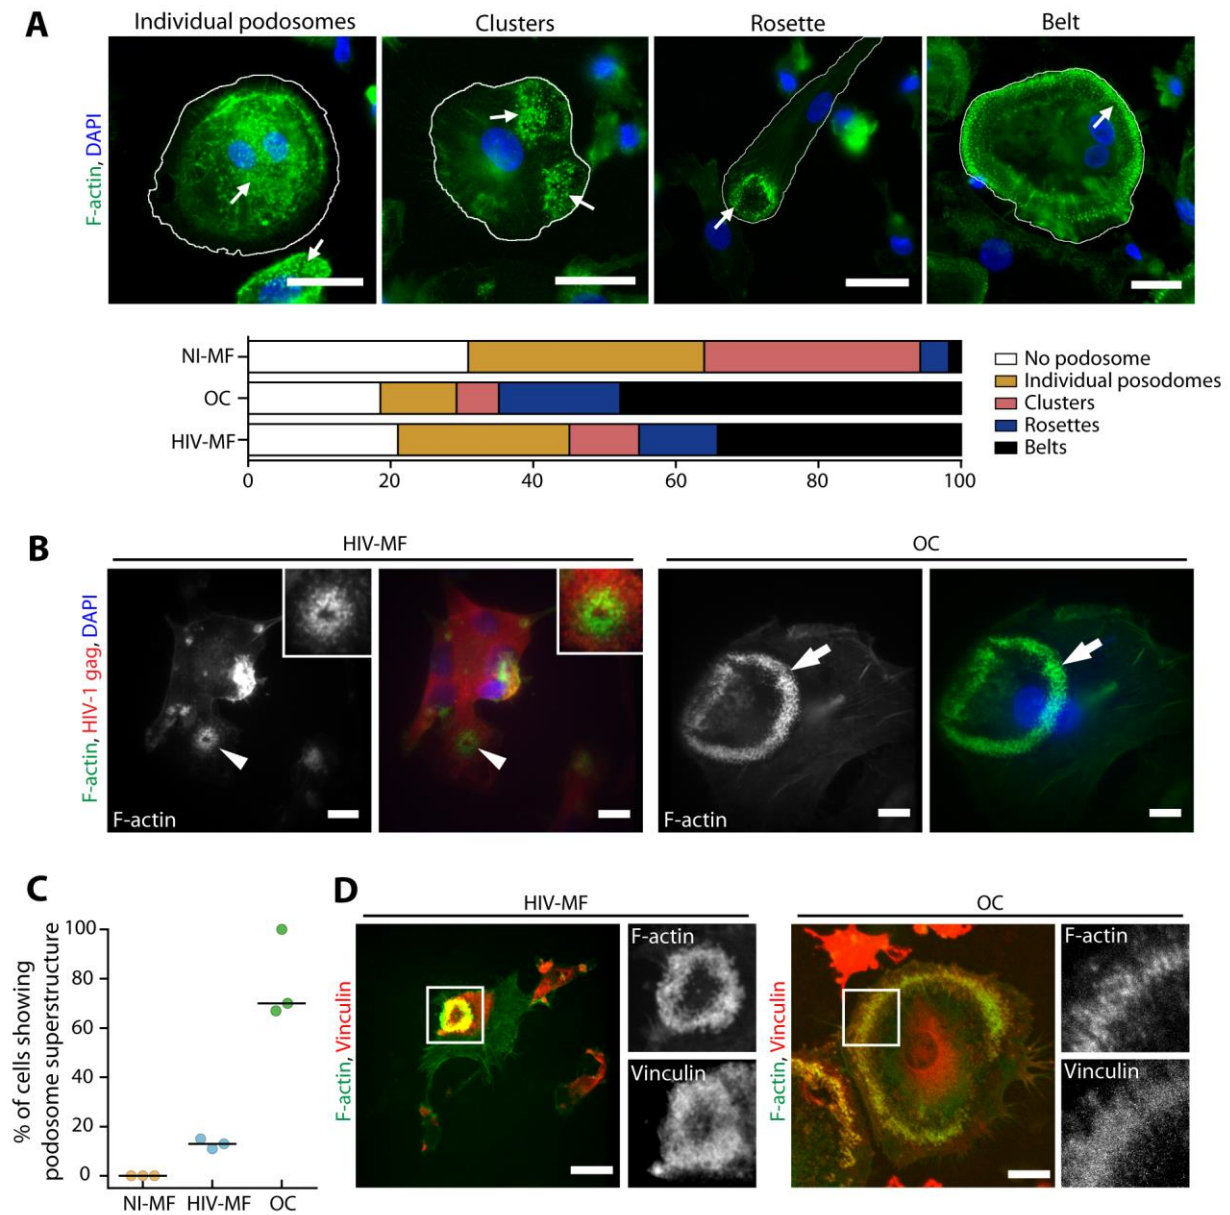 A
Individual podosomes
Clusters
Rosette
Belt
F-actin, DAPI
NI-MF
OC
HIV-MF
0
20
40
60
80
100
No podosome
Individual posodomes
Clusters
Rosettes
Belts
B
HIV-MF
OC
F-actin, HIV-1 gag, DAPI
F-actin
F-actin
C
% of cells showing
podosome superstructure
100
80
60
40
20
0
NI-MF
HIV-MF
OC
D
HIV-MF
OC
F-actin, Vinculin
F-actin
Vinculin
F-actin, Vinculin
F-actin
Vinculin